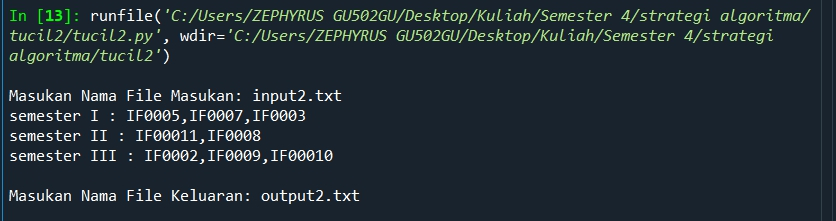 In [13]: runfile('C:/Users/ZEPHYRUS GU502GU/Desktop/Kuliah/Semester 4/strategi algoritma/
tucil2/tucil2.py', wdir='C:/Users/ZEPHYRUS GU502GU/Desktop/Kuliah/Semester 4/strategi
algoritma/tucil2')
Masukan Nama File Masukan: input2.txt
semester I : IF0005,IF0007,IF0003
semester II : IF00011,IF0008
semester III : IF0002,IF0009,IF00010
Masukan Nama File Keluaran: output2.txt